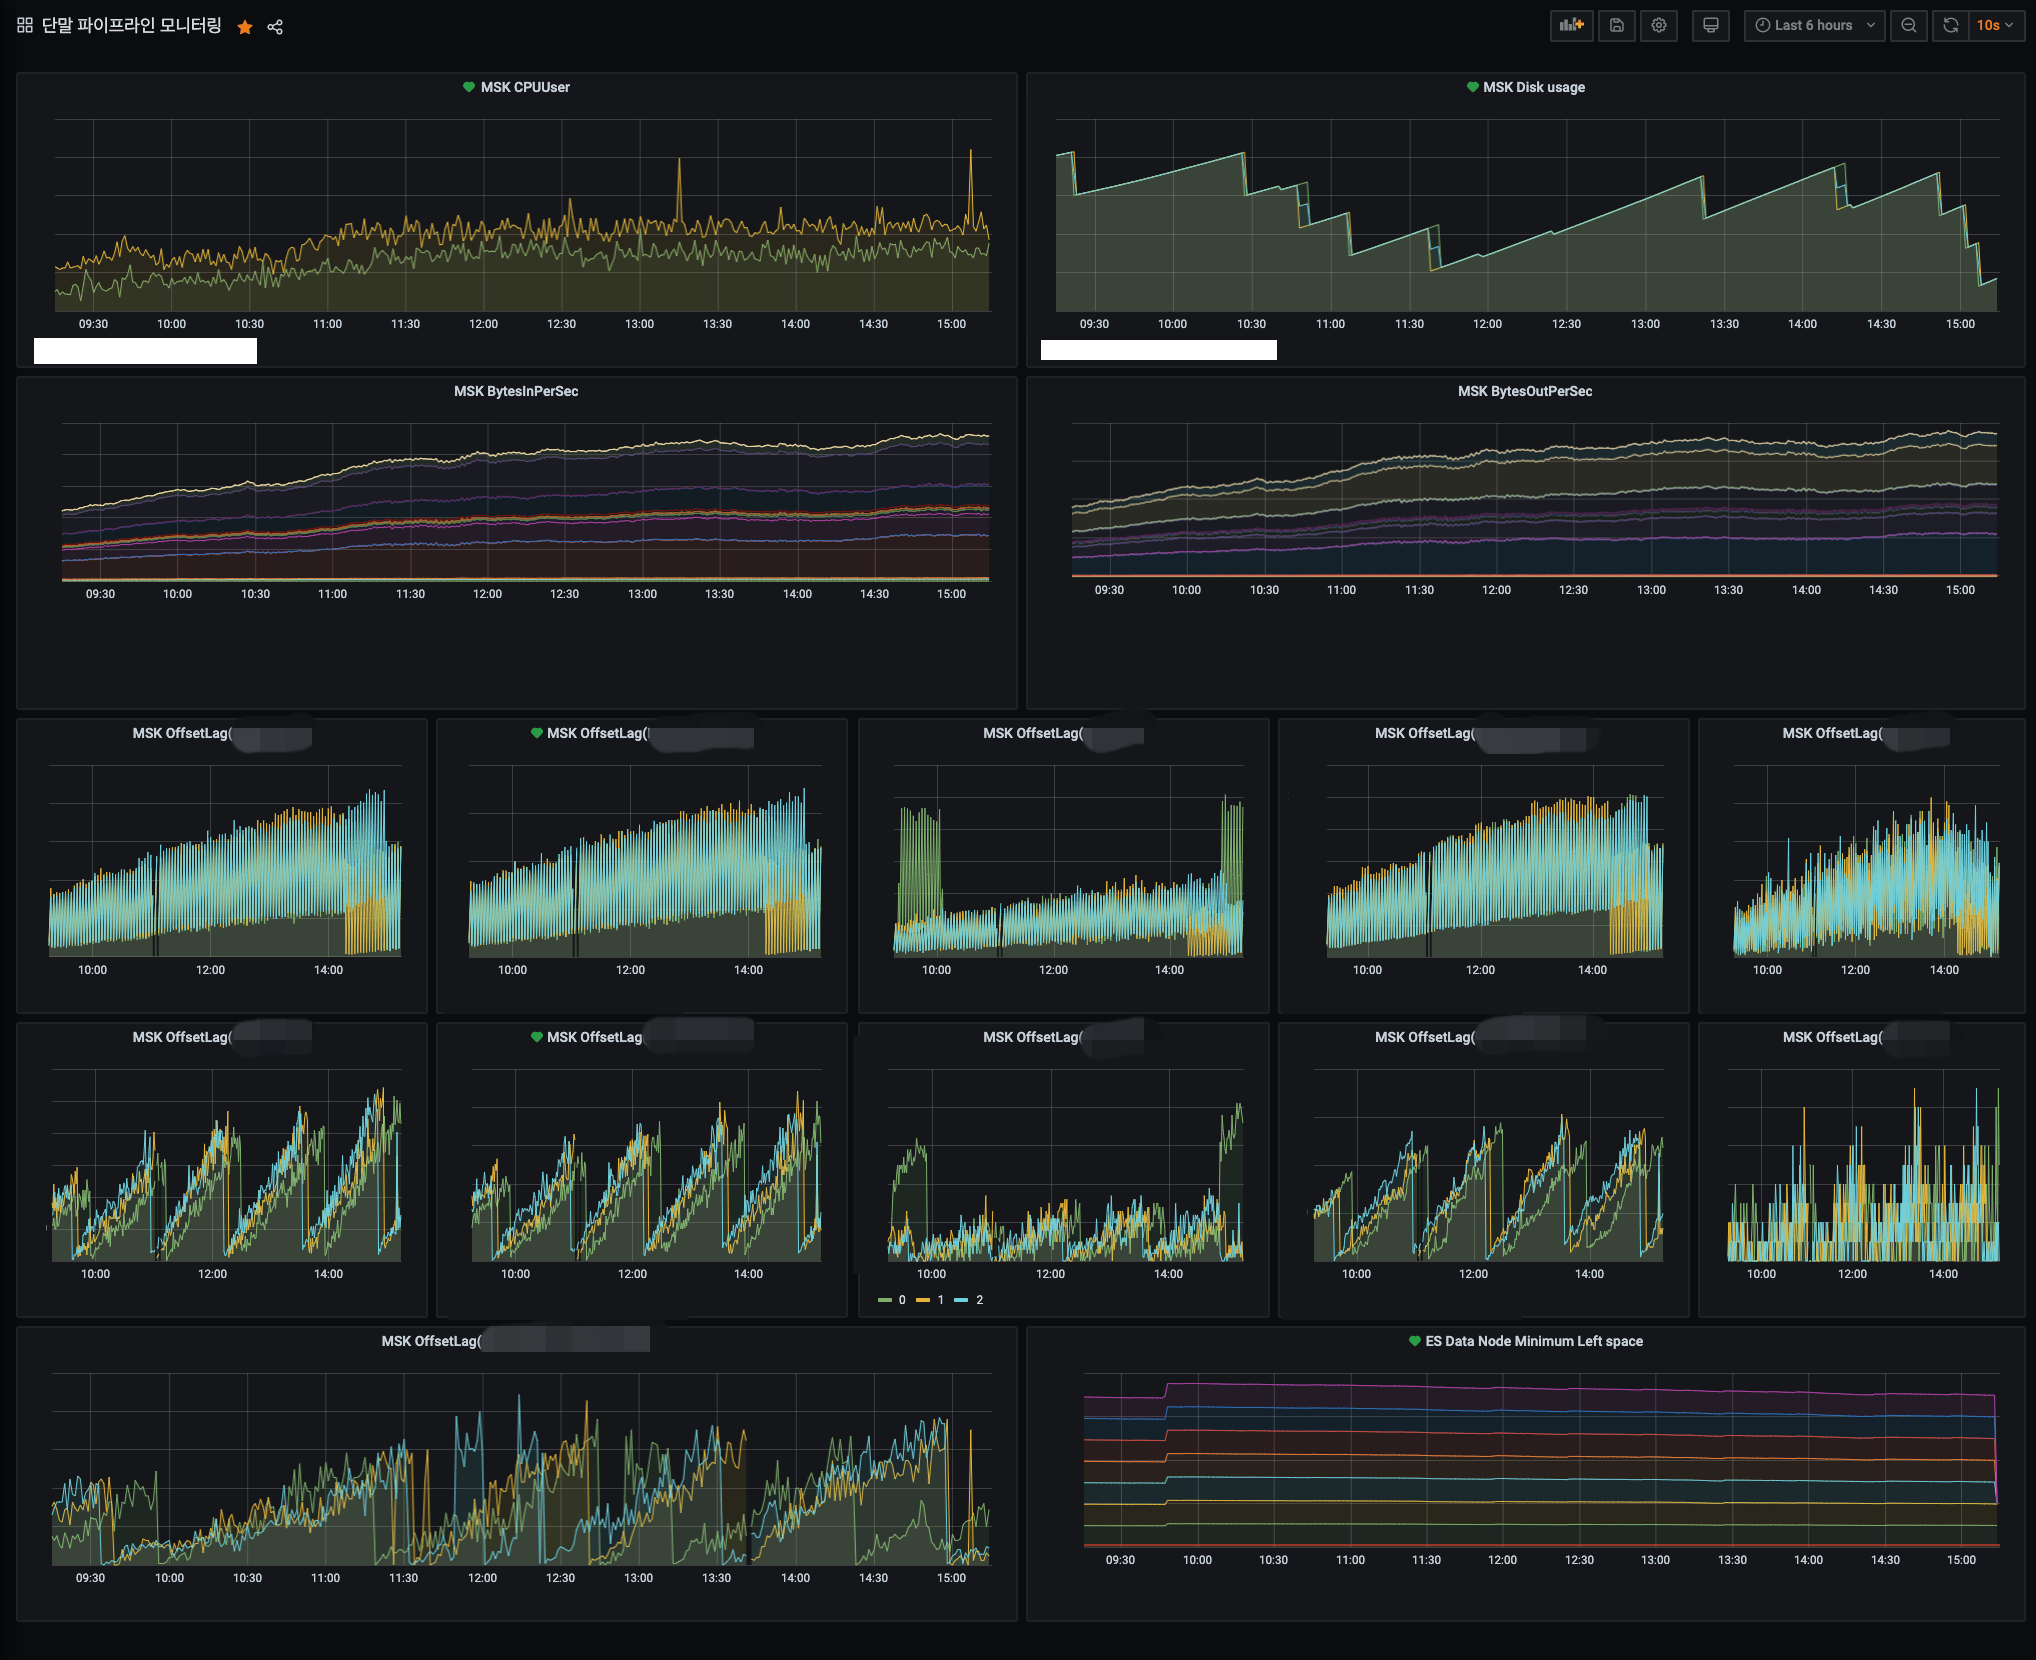 단말 파이프라인 모니터링
Last 6 hours
10s
MSK CPUUser
09:30 10:00 10:30 11:00 11:30 12:00 12:30 13:00 13:30 14:00 14:30 15:00
MSK Disk usage
09:30 10:00 10:30 11:00 11:30 12:00 12:30 13:00 13:30 14:00 14:30 15:00
MSK BytesInPerSec
09:30 10:00 10:30 11:00 11:30 12:00 12:30 13:00 13:30 14:00 14:30 15:00
MSK BytesOutPerSec
09:30 10:00 10:30 11:00 11:30 12:00 12:30 13:00 13:30 14:00 14:30 15:00
MSK OffsetLag(
10:00 12:00 14:00
MSK OffsetLag(
10:00 12:00 14:00
MSK OffsetLag(
10:00 12:00 14:00
MSK OffsetLag(
10:00 12:00 14:00
MSK OffsetLag(
10:00 12:00 14:00
MSK OffsetLag(
10:00 12:00 14:00
MSK OffsetLag
10:00 12:00 14:00
MSK OffsetLag(
10:00 12:00 14:00
0 1 2
MSK OffsetLag(
10:00 12:00 14:00
MSK OffsetLag(
10:00 12:00 14:00
MSK OffsetLag(
09:30 10:00 10:30 11:00 11:30 12:00 12:30 13:00 13:30 14:00 14:30 15:00
ES Data Node Minimum Left space
09:30 10:00 10:30 11:00 11:30 12:00 12:30 13:00 13:30 14:00 14:30 15:00